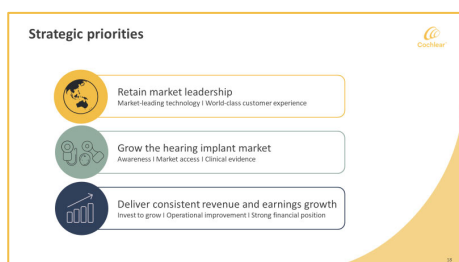 Strategic priorities
Cochlear
Retain market leadership
Market-leading technology I World-class customer experience
Grow the hearing implant market
Awareness I Market access I Clinical evidence
Deliver consistent revenue and earnings growth
Invest to grow I Operational improvement I Strong financial position